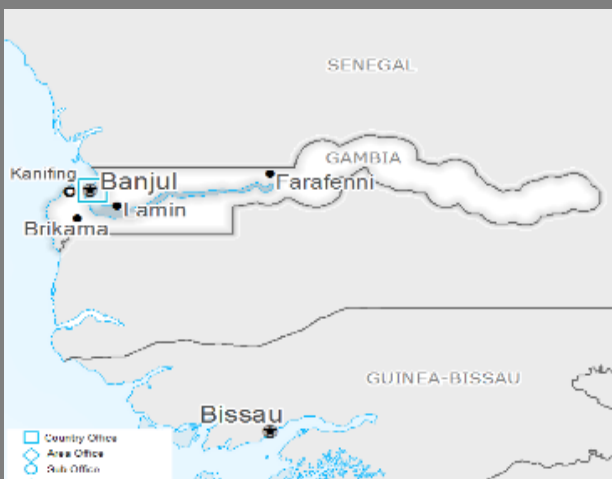 SENEGAL
GAMBIA
Kanifing
Banjul
Farafenni
Lamin
Brikama
GUINEA-BISSAU
Bissau
Country Office
Area Office
Sub Office